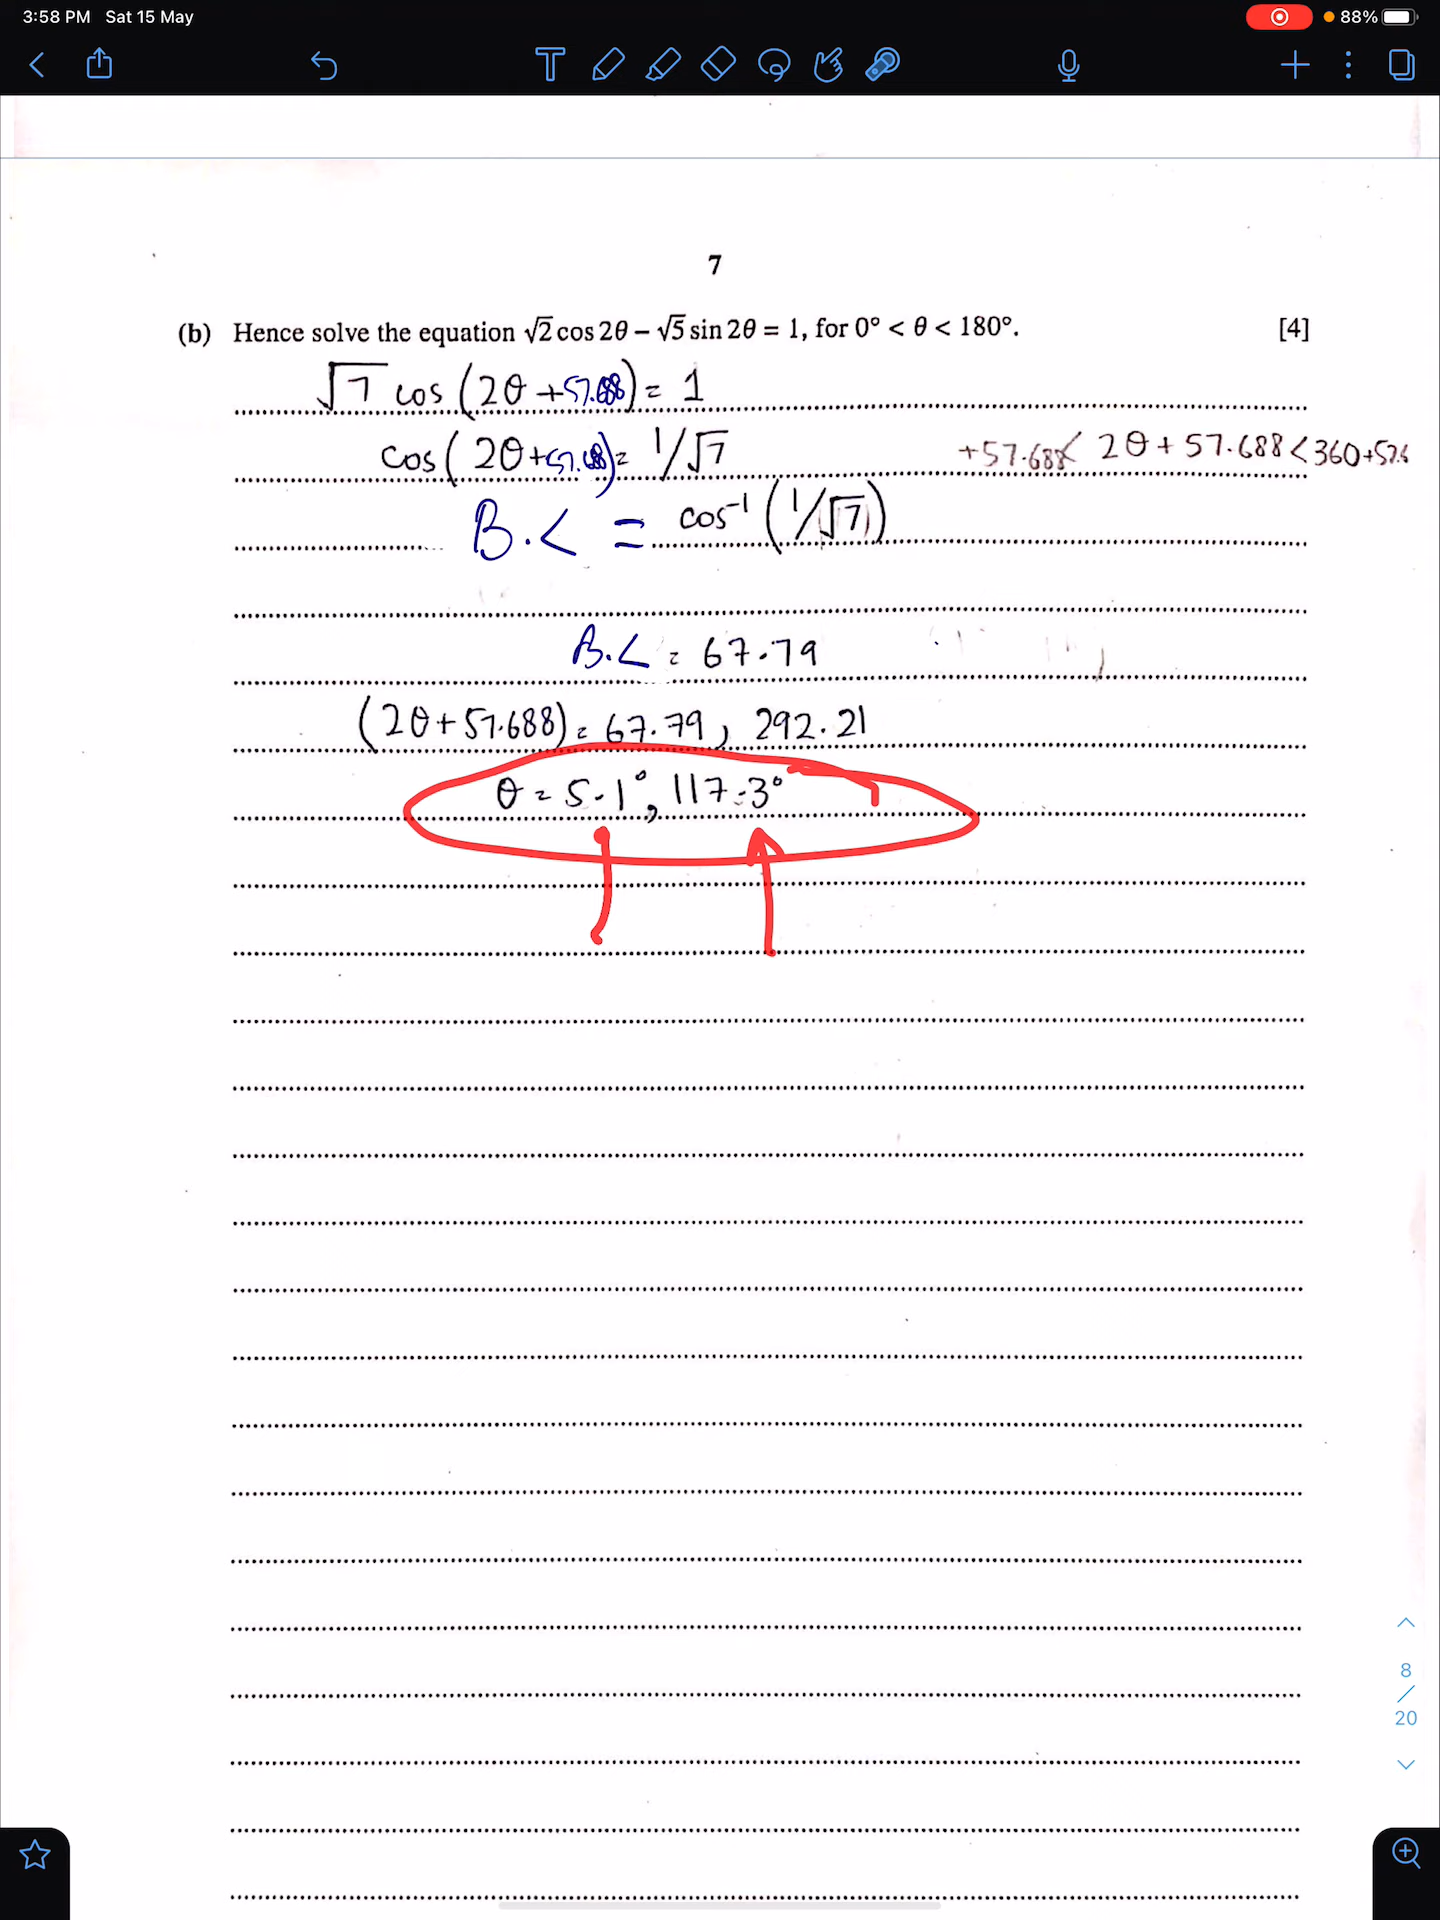 3:58 PM Sat 15 May
88%
7
(b) Hence solve the equation √2 cos 2θ – √5 sin 2θ = 1, for 0° < θ < 180°. [4]
√7 cos (2θ +57.688) = 1
cos (2θ+57.688) = 1/√7
+57.688< 2θ + 57.688 < 360+57.6
B.< = cos⁻¹ (1/√7)
B.< = 67.79
(2θ+57.688) = 67.79, 292.21
θ = 5.1°, 117.3°
8
/
20